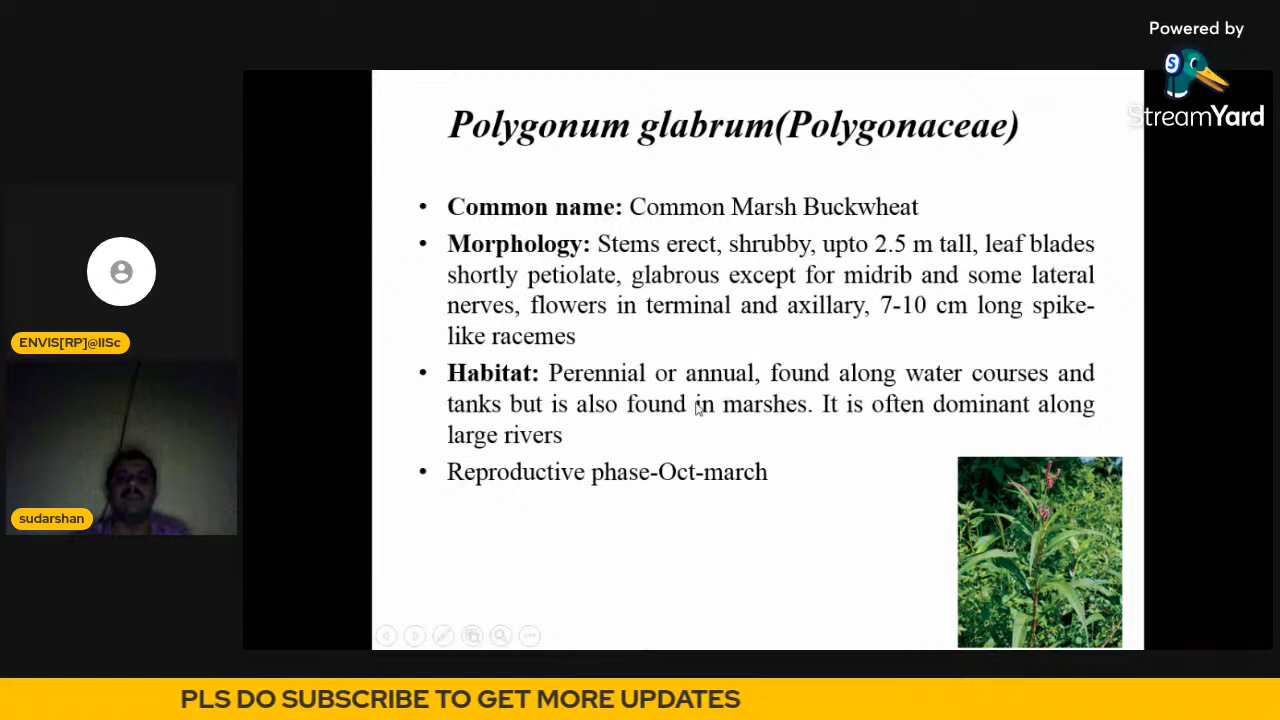 Powered by
StreamYard
Polygonum glabrum(Polygonaceae)
• Common name: Common Marsh Buckwheat
• Morphology: Stems erect, shrubby, upto 2.5 m tall, leaf blades
shortly petiolate, glabrous except for midrib and some lateral
nerves, flowers in terminal and axillary, 7-10 cm long spike-
like racemes
• Habitat: Perennial or annual, found along water courses and
tanks but is also found in marshes. It is often dominant along
large rivers
• Reproductive phase-Oct-march
ENVIS[RP]@IISc
sudarshan
PLS DO SUBSCRIBE TO GET MORE UPDATES